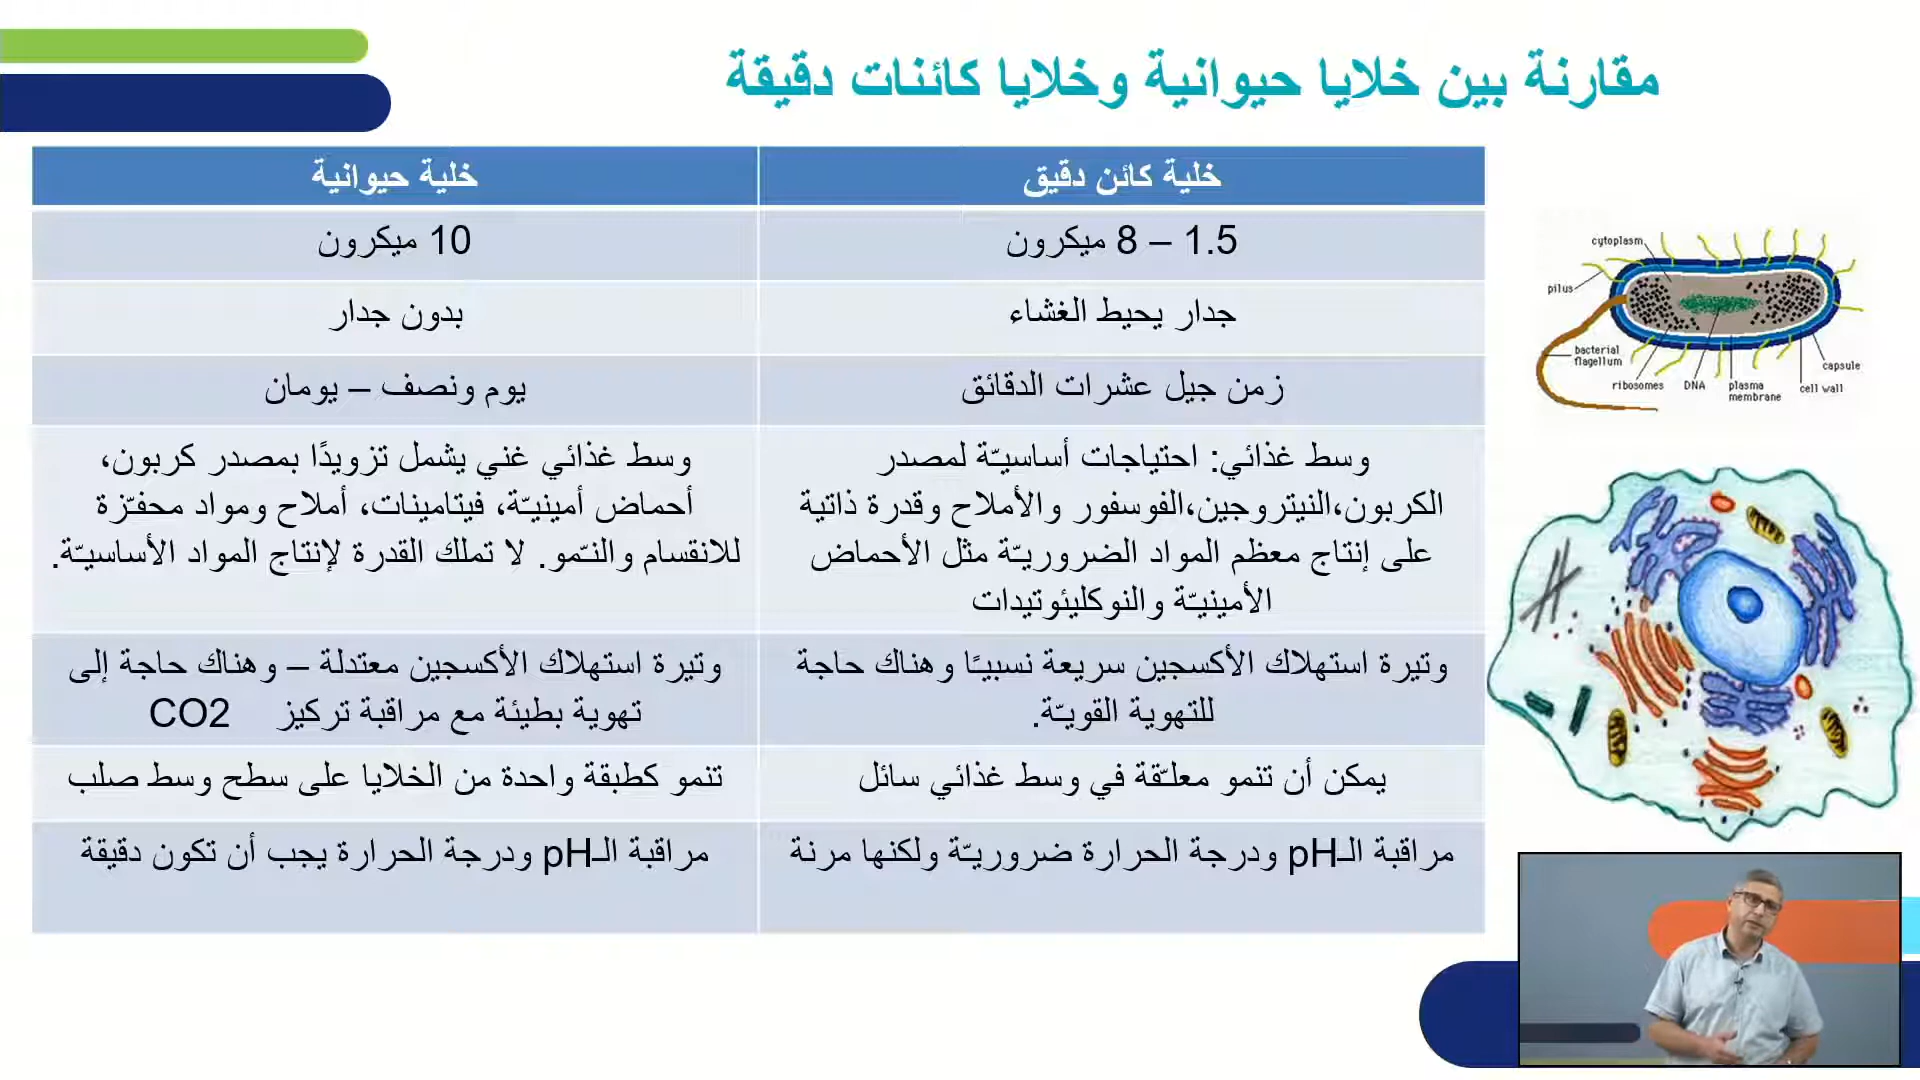 مقارنة بين خلايا حيوانية وخلايا كائنات دقيقة
خلية كائن دقيق
خلية حيوانية
1.5 – 8 ميكرون
10 ميكرون
جدار يحيط الغشاء
بدون جدار
زمن جيل عشرات الدقائق
يوم ونصف – يومان
وسط غذائي: احتياجات أساسيّة لمصدر
الكربون،النيتروجين،الفوسفور والأملاح وقدرة ذاتية
على إنتاج معظم المواد الضروريّة مثل الأحماض
الأمينيّة والنوكليئوتيدات
وسط غذائي غني يشمل تزويدًا بمصدر كربون،
أحماض أمينيّة، فيتامينات، أملاح ومواد محفّزة
للانقسام والنّمو. لا تملك القدرة لإنتاج المواد الأساسيّة.
وتيرة استهلاك الأكسجين سريعة نسبيًا وهناك حاجة
للتهوية القويّة.
وتيرة استهلاك الأكسجين معتدلة – وهناك حاجة إلى
تهوية بطيئة مع مراقبة تركيز CO2
يمكن أن تنمو معلّقة في وسط غذائي سائل
تنمو كطبقة واحدة من الخلايا على سطح وسط صلب
مراقبة الـpH ودرجة الحرارة ضروريّة ولكنها مرنة
مراقبة الـpH ودرجة الحرارة يجب أن تكون دقيقة
cytoplasm
pilus
bacterial
flagellum
ribosomes
DNA
plasma
membrane
cell wall
capsule